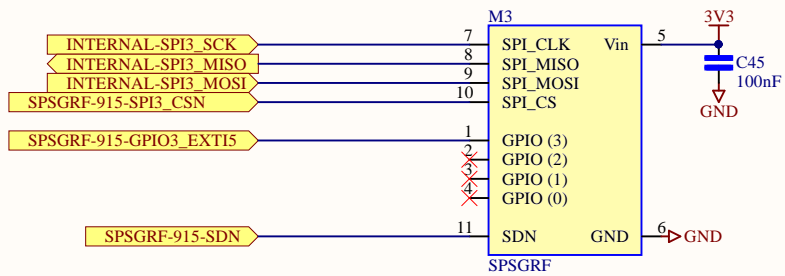 M3
3V3
INTERNAL-SPI3_SCK 7 SPI_CLK Vin 5
INTERNAL-SPI3_MISO 8 SPI_MISO
INTERNAL-SPI3_MOSI 9 SPI_MOSI
SPSGRF-915-SPI3_CSN 10 SPI_CS
C45
100nF
GND
SPSGRF-915-GPIO3_EXTI5 1 GPIO (3)
2 GPIO (2)
3 GPIO (1)
4 GPIO (0)
SPSGRF-915-SDN 11 SDN GND 6 GND
SPSGRF